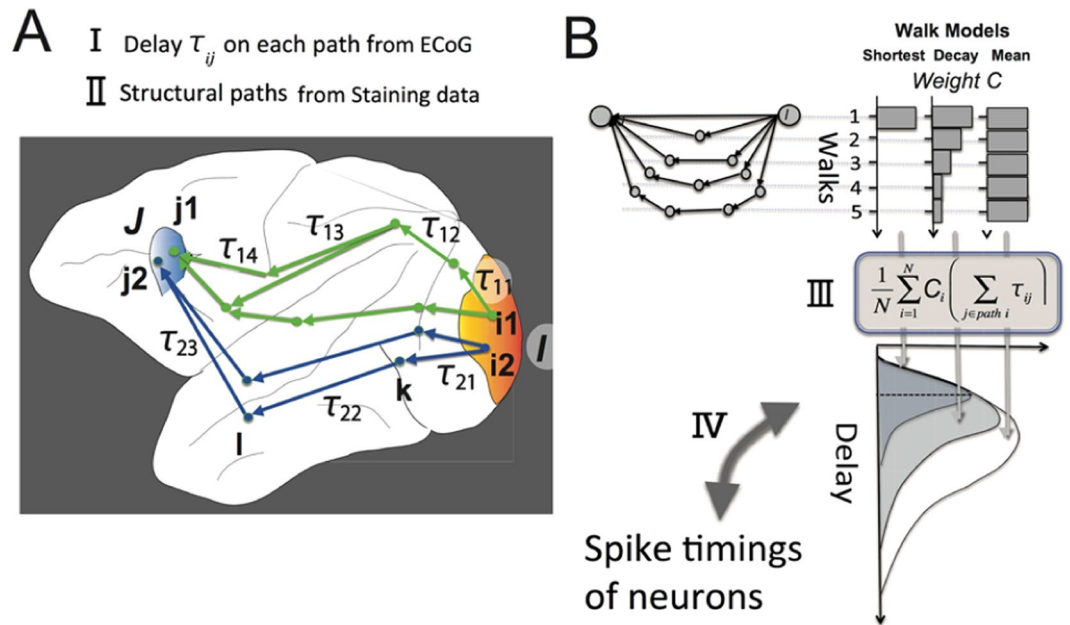 A
I Delay τij on each path from ECoG
II Structural paths from Staining data
J j1
j2
τ14
τ13
τ12
τ11
i1
i2
I
τ23
τ22
τ21
k
l
B
Walk Models
Shortest Decay Mean
Weight C
I
Walks
1
2
3
4
5
III
1/N ∑_{i=1}^{N} C_i ( ∑_{j∈path i} τ_ij )
IV
Delay
Spike timings
of neurons